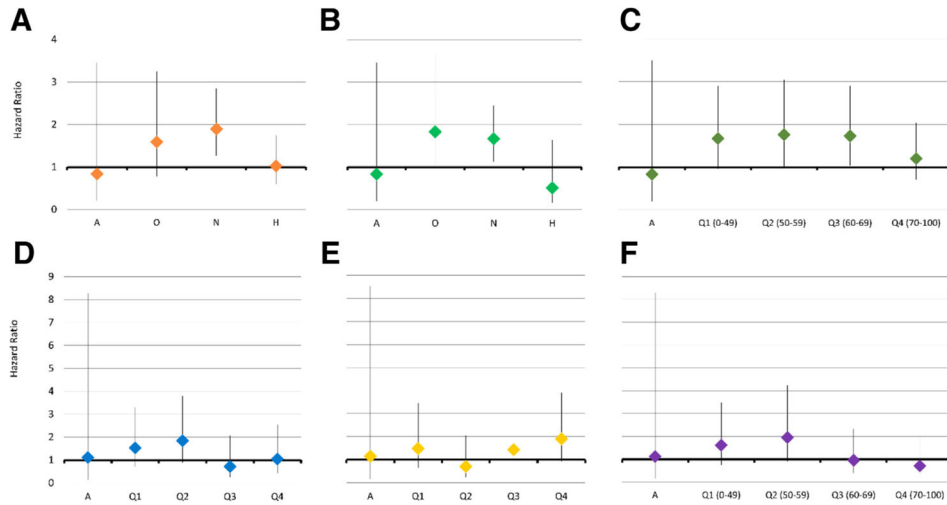 A B C
4
3
Hazard Ratio
2
1
0
A O N H
A O N H
A Q1 (0-49) Q2 (50-59) Q3 (60-69) Q4 (70-100)
D E F
9
8
7
6
Hazard Ratio
5
4
3
2
1
0
A Q1 Q2 Q3 Q4
A Q1 Q2 Q3 Q4
A Q1 (0-49) Q2 (50-59) Q3 (60-69) Q4 (70-100)